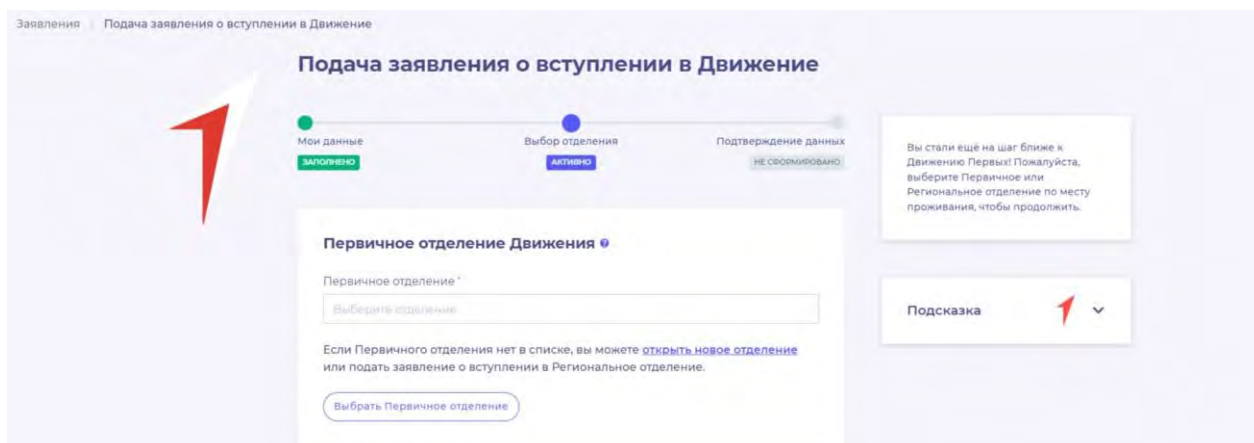 Заявления Подача заявления о вступлении в Движение
Подача заявления о вступлении в Движение
Мои данные
ЗАПОЛНЕНО
Выбор отделения
АКТИВНО
Подтверждение данных
НЕ СФОРМИРОВАНО
Первичное отделение Движения ?
Первичное отделение *
Выберите отделение
Если Первичного отделения нет в списке, вы можете открыть новое отделение
или подать заявление о вступлении в Региональное отделение.
Выбрать Первичное отделение
Вы стали ещё на шаг ближе к
Движению Первых! Пожалуйста,
выберите Первичное или
Региональное отделение по месту
проживания, чтобы продолжить.
Подсказка